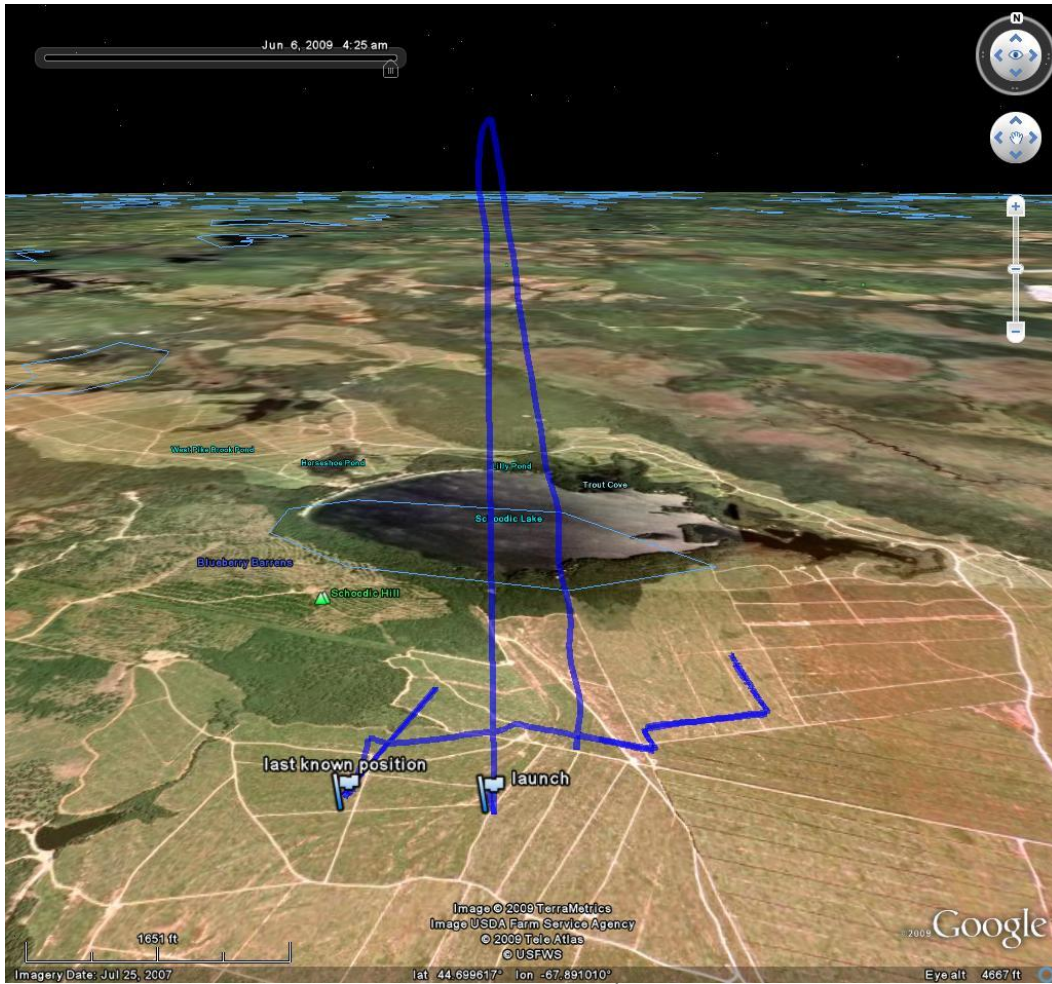 Jun 6, 2009 4:25 am
N
West Pike Brook Pond
Horseshoe Pond
illy Pond
Trout Cove
Schoodic Lake
Blueberry Barrens
Schoodic Hill
last known position
launch
Image © 2009 TerraMetrics
Image USDA Farm Service Agency
© 2009 Tele Atlas
© USFWS
©2009 Google
1651 ft
Imagery Date: Jul 25, 2007
lat 44.699617° lon -67.891010°
Eye alt 4667 ft